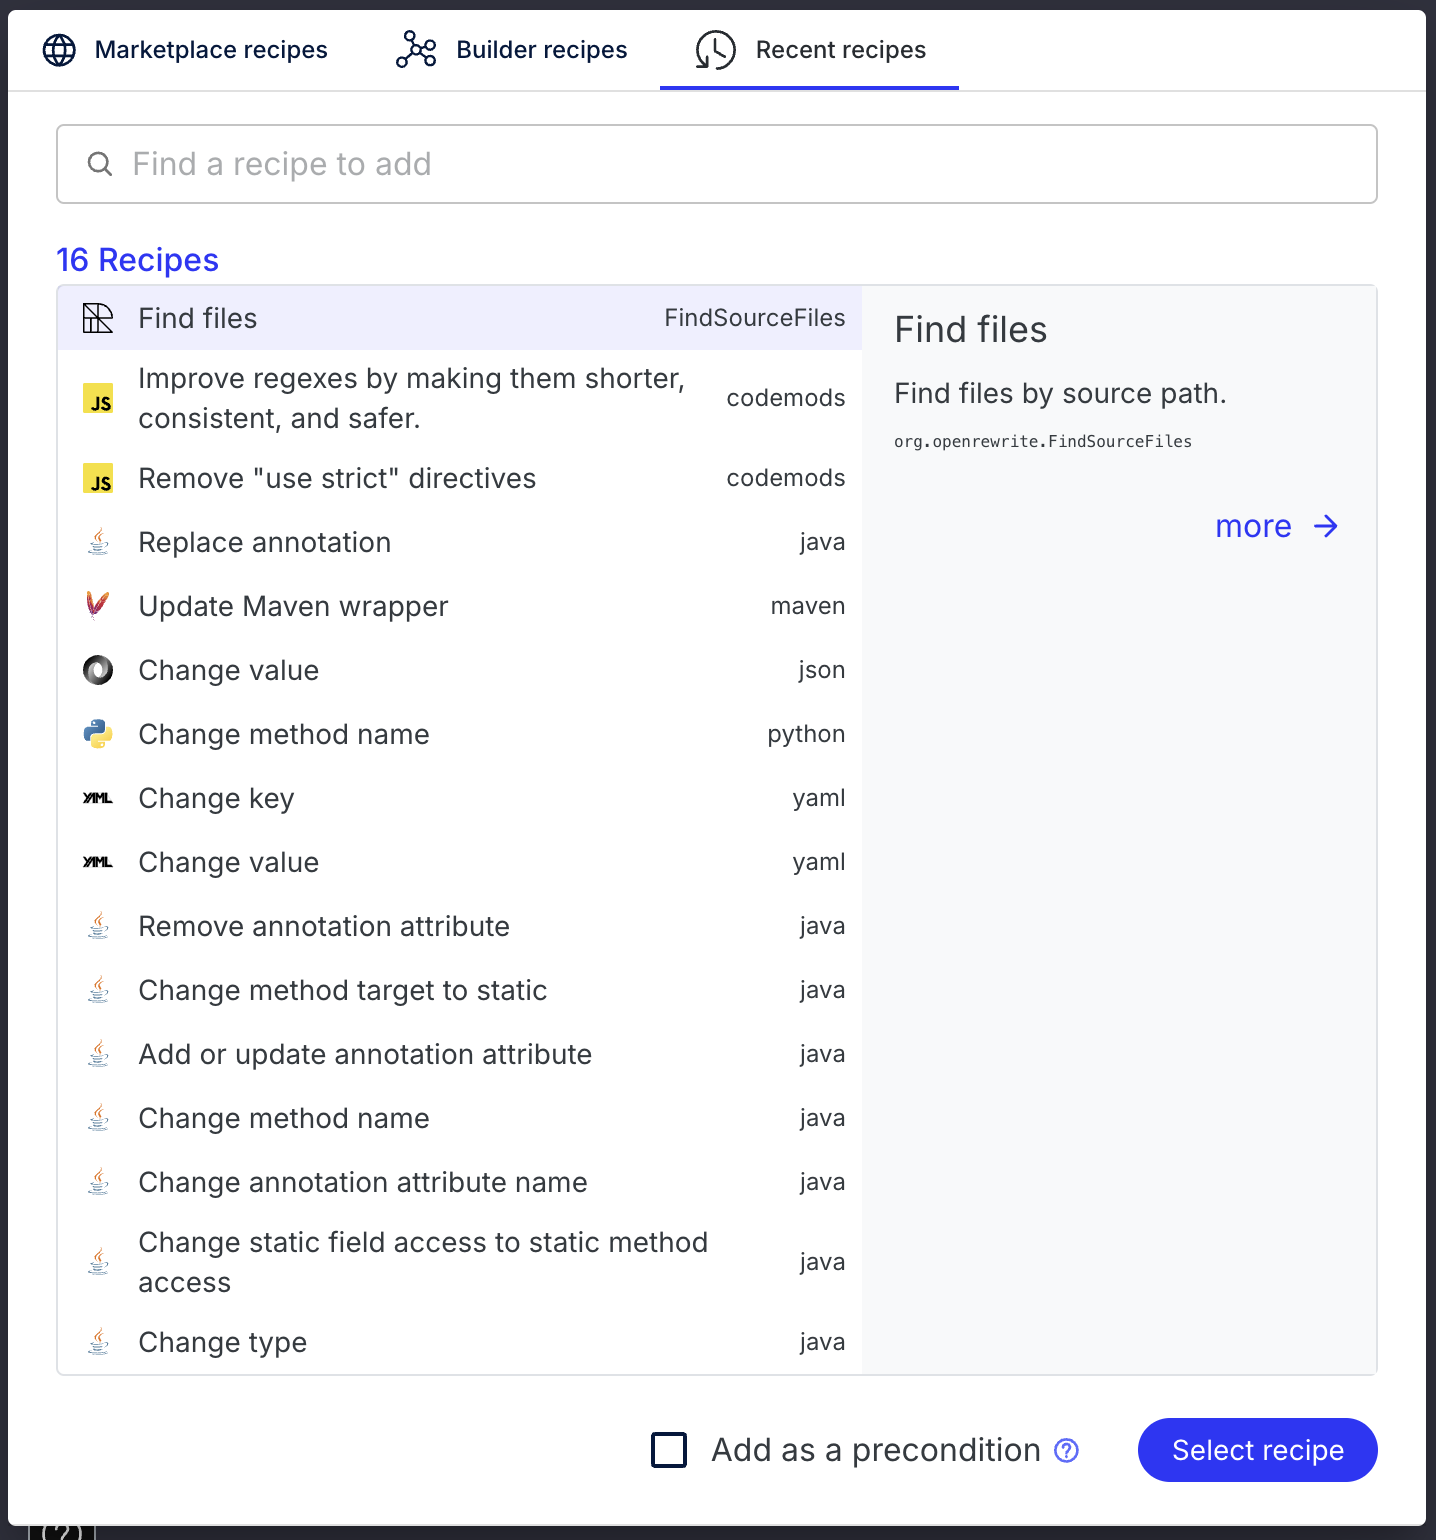 Marketplace recipes
Builder recipes
Recent recipes
Find a recipe to add
16 Recipes
Find files FindSourceFiles
JS Improve regexes by making them shorter,
consistent, and safer. codemods
JS Remove "use strict" directives codemods
Replace annotation java
Update Maven wrapper maven
Change value json
Change method name python
YAML Change key yaml
YAML Change value yaml
Remove annotation attribute java
Change method target to static java
Add or update annotation attribute java
Change method name java
Change annotation attribute name java
Change static field access to static method
access java
Change type java
Find files
Find files by source path.
org.openrewrite.FindSourceFiles
more
Add as a precondition ?
Select recipe